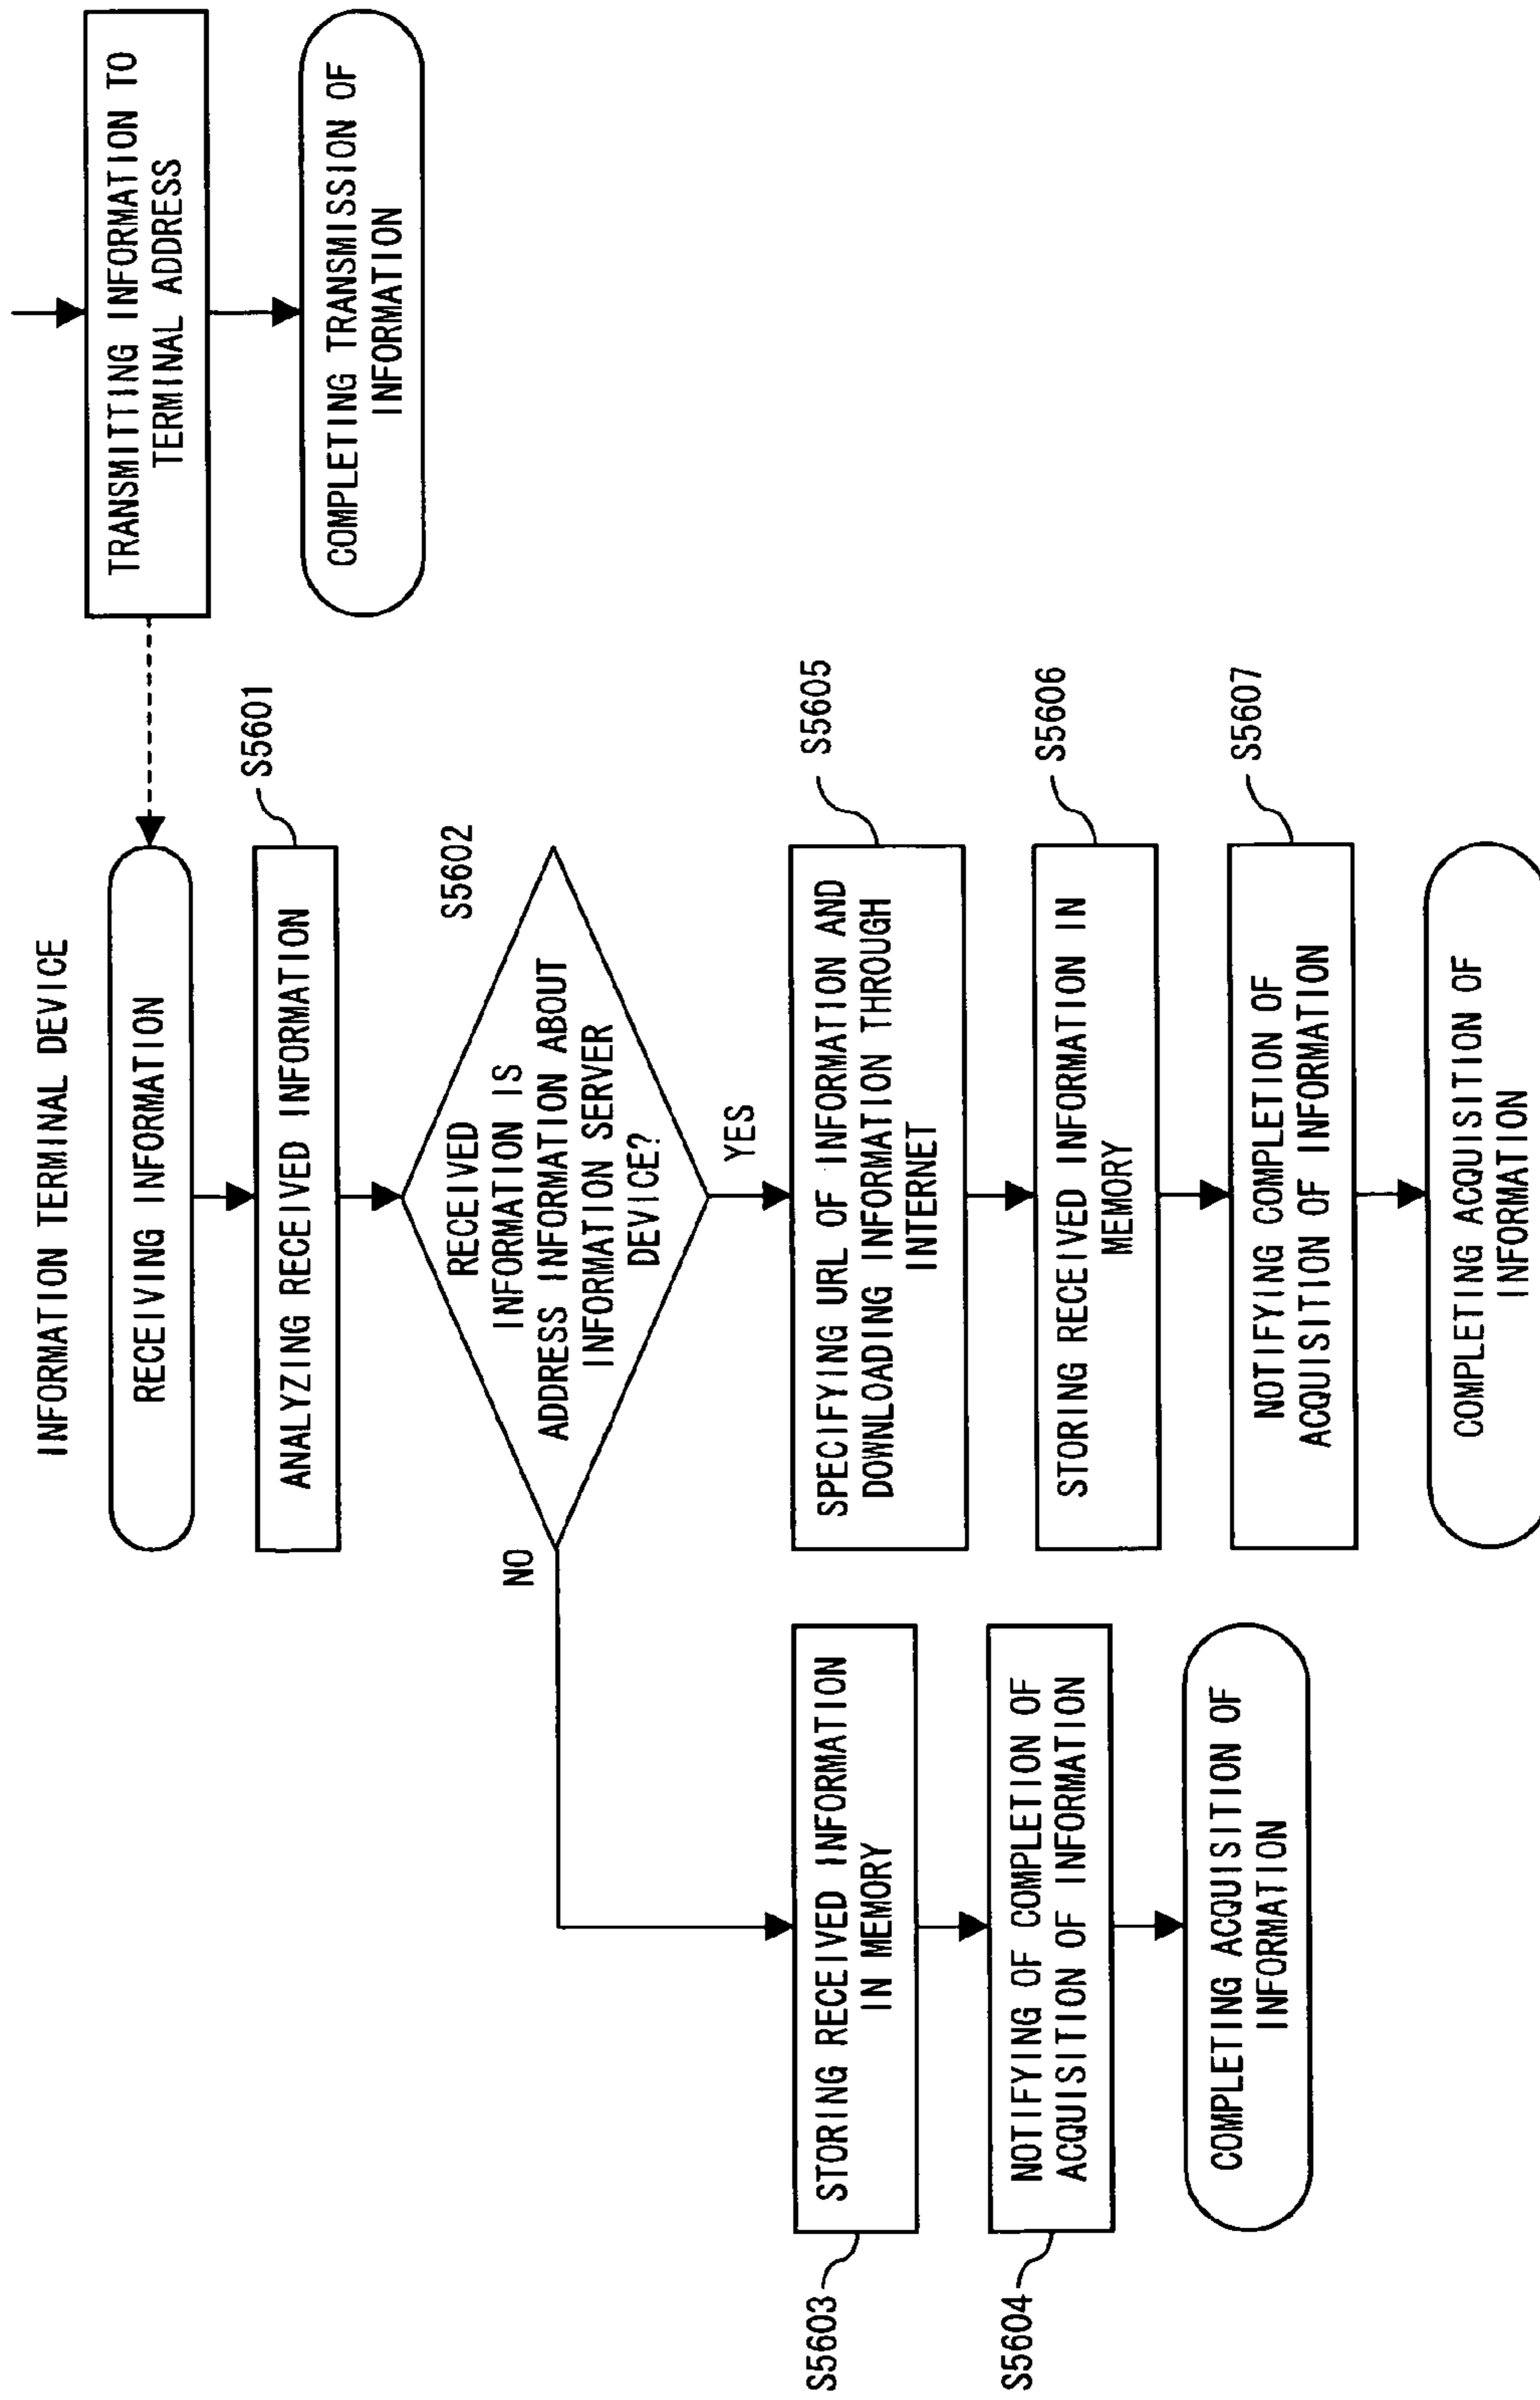 TRANSMITTING INFORMATION TO
TERMINAL ADDRESS
COMPLETING TRANSMISSION OF
INFORMATION
INFORMATION TERMINAL DEVICE
RECEIVING INFORMATION
S5601
ANALYZING RECEIVED INFORMATION
S5602
RECEIVED
INFORMATION IS
ADDRESS INFORMATION ABOUT
INFORMATION SERVER
DEVICE?
NO
YES
S5603
STORING RECEIVED INFORMATION
IN MEMORY
S5604
NOTIFYING OF COMPLETION OF
ACQUISITION OF INFORMATION
COMPLETING ACQUISITION OF
INFORMATION
S5605
SPECIFYING URL OF INFORMATION AND
DOWNLOADING INFORMATION THROUGH
INTERNET
S5606
STORING RECEIVED INFORMATION IN
MEMORY
S5607
NOTIFYING COMPLETION OF
ACQUISITION OF INFORMATION
COMPLETING ACQUISITION OF
INFORMATION